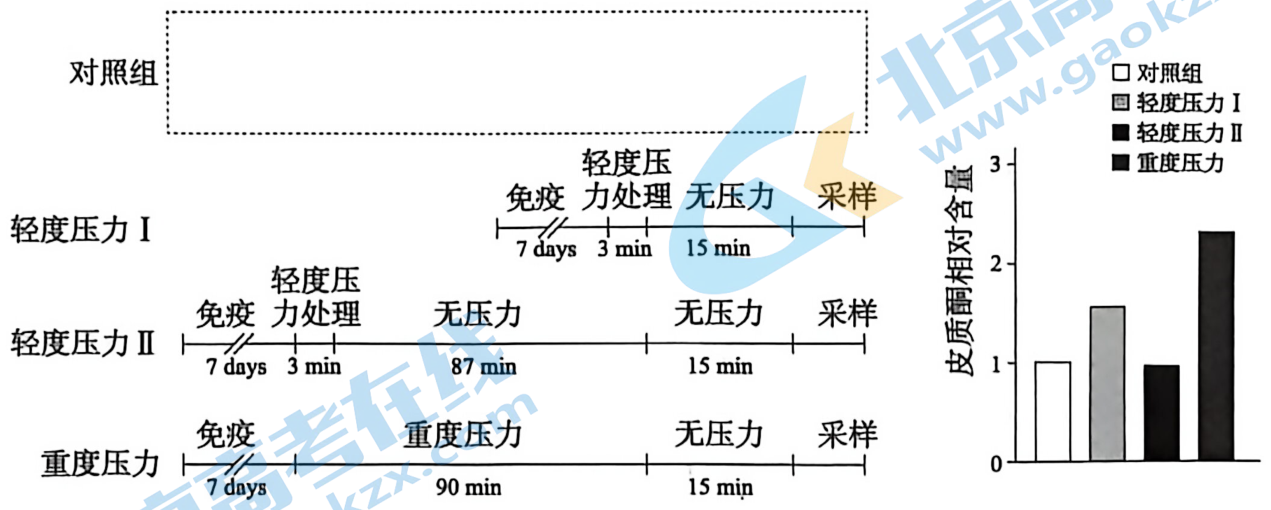 对照组
轻度压
免疫 力处理 无压力 采样
轻度压力Ⅰ
7 days 3 min 15 min
轻度压
免疫 力处理 无压力 无压力 采样
轻度压力Ⅱ
7 days 3 min 87 min 15 min
免疫 重度压力 无压力 采样
重度压力
7 days 90 min 15 min
对照组
轻度压力Ⅰ
轻度压力Ⅱ
重度压力
皮质酮相对含量
3
2
1
0
北京高
www.gaokzx
京高考在线
kzx.com